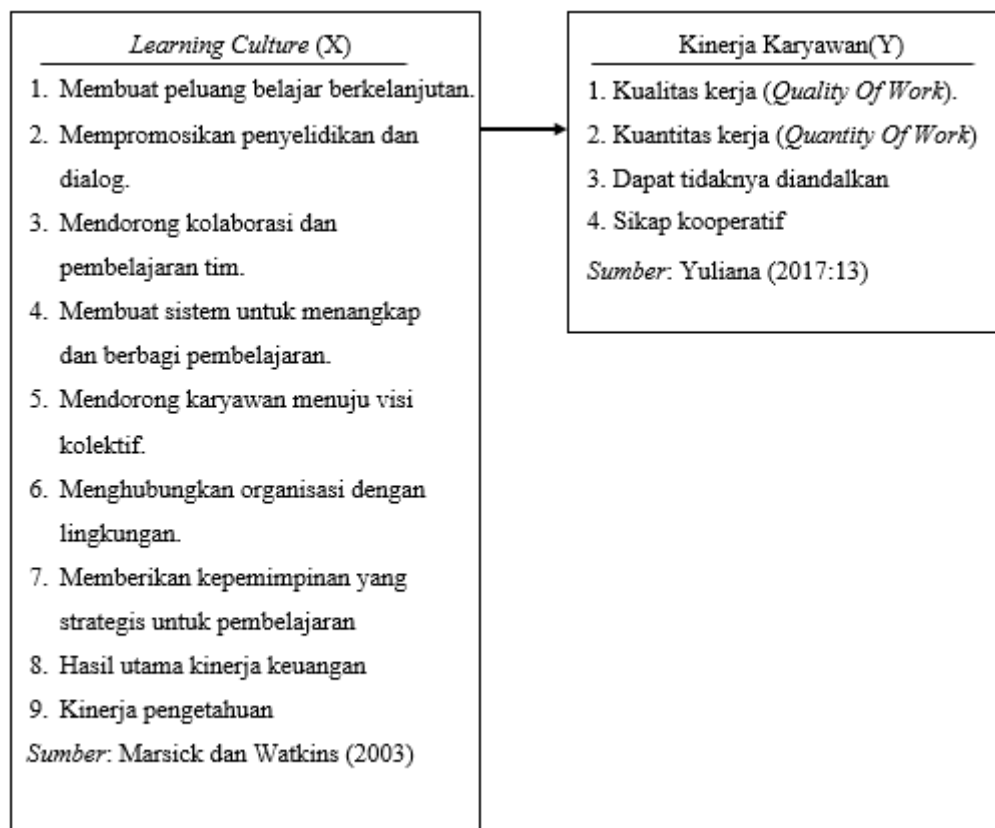 Learning Culture (X)
1. Membuat peluang belajar berkelanjutan.
2. Mempromosikan penyelidikan dan
dialog.
3. Mendorong kolaborasi dan
pembelajaran tim.
4. Membuat sistem untuk menangkap
dan berbagi pembelajaran.
5. Mendorong karyawan menuju visi
kolektif.
6. Menghubungkan organisasi dengan
lingkungan.
7. Memberikan kepemimpinan yang
strategis untuk pembelajaran
8. Hasil utama kinerja keuangan
9. Kinerja pengetahuan
Sumber: Marsick dan Watkins (2003)
Kinerja Karyawan(Y)
1. Kualitas kerja (Quality Of Work).
2. Kuantitas kerja (Quantity Of Work)
3. Dapat tidaknya diandalkan
4. Sikap kooperatif
Sumber: Yuliana (2017:13)